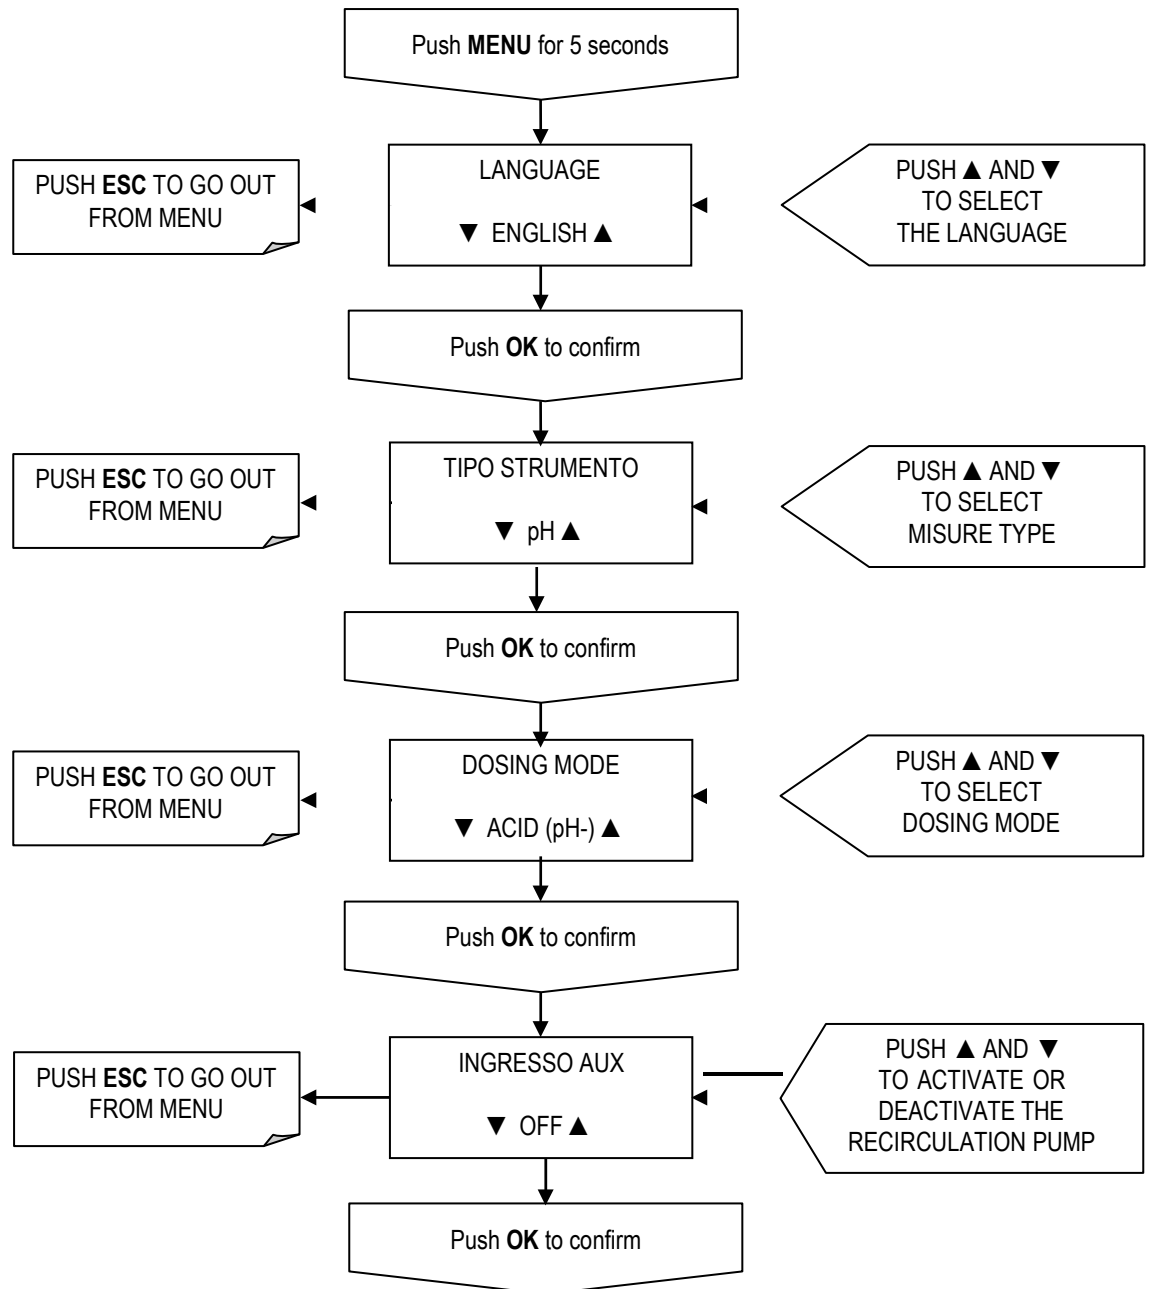 Push MENU for 5 seconds
PUSH ESC TO GO OUT
FROM MENU
LANGUAGE
▼ ENGLISH ▲
PUSH ▲ AND ▼
TO SELECT
THE LANGUAGE
Push OK to confirm
PUSH ESC TO GO OUT
FROM MENU
TIPO STRUMENTO
▼ pH ▲
PUSH ▲ AND ▼
TO SELECT
MISURE TYPE
Push OK to confirm
PUSH ESC TO GO OUT
FROM MENU
DOSING MODE
▼ ACID (pH-) ▲
PUSH ▲ AND ▼
TO SELECT
DOSING MODE
Push OK to confirm
PUSH ESC TO GO OUT
FROM MENU
INGRESSO AUX
▼ OFF ▲
PUSH ▲ AND ▼
TO ACTIVATE OR
DEACTIVATE THE
RECIRCULATION PUMP
Push OK to confirm